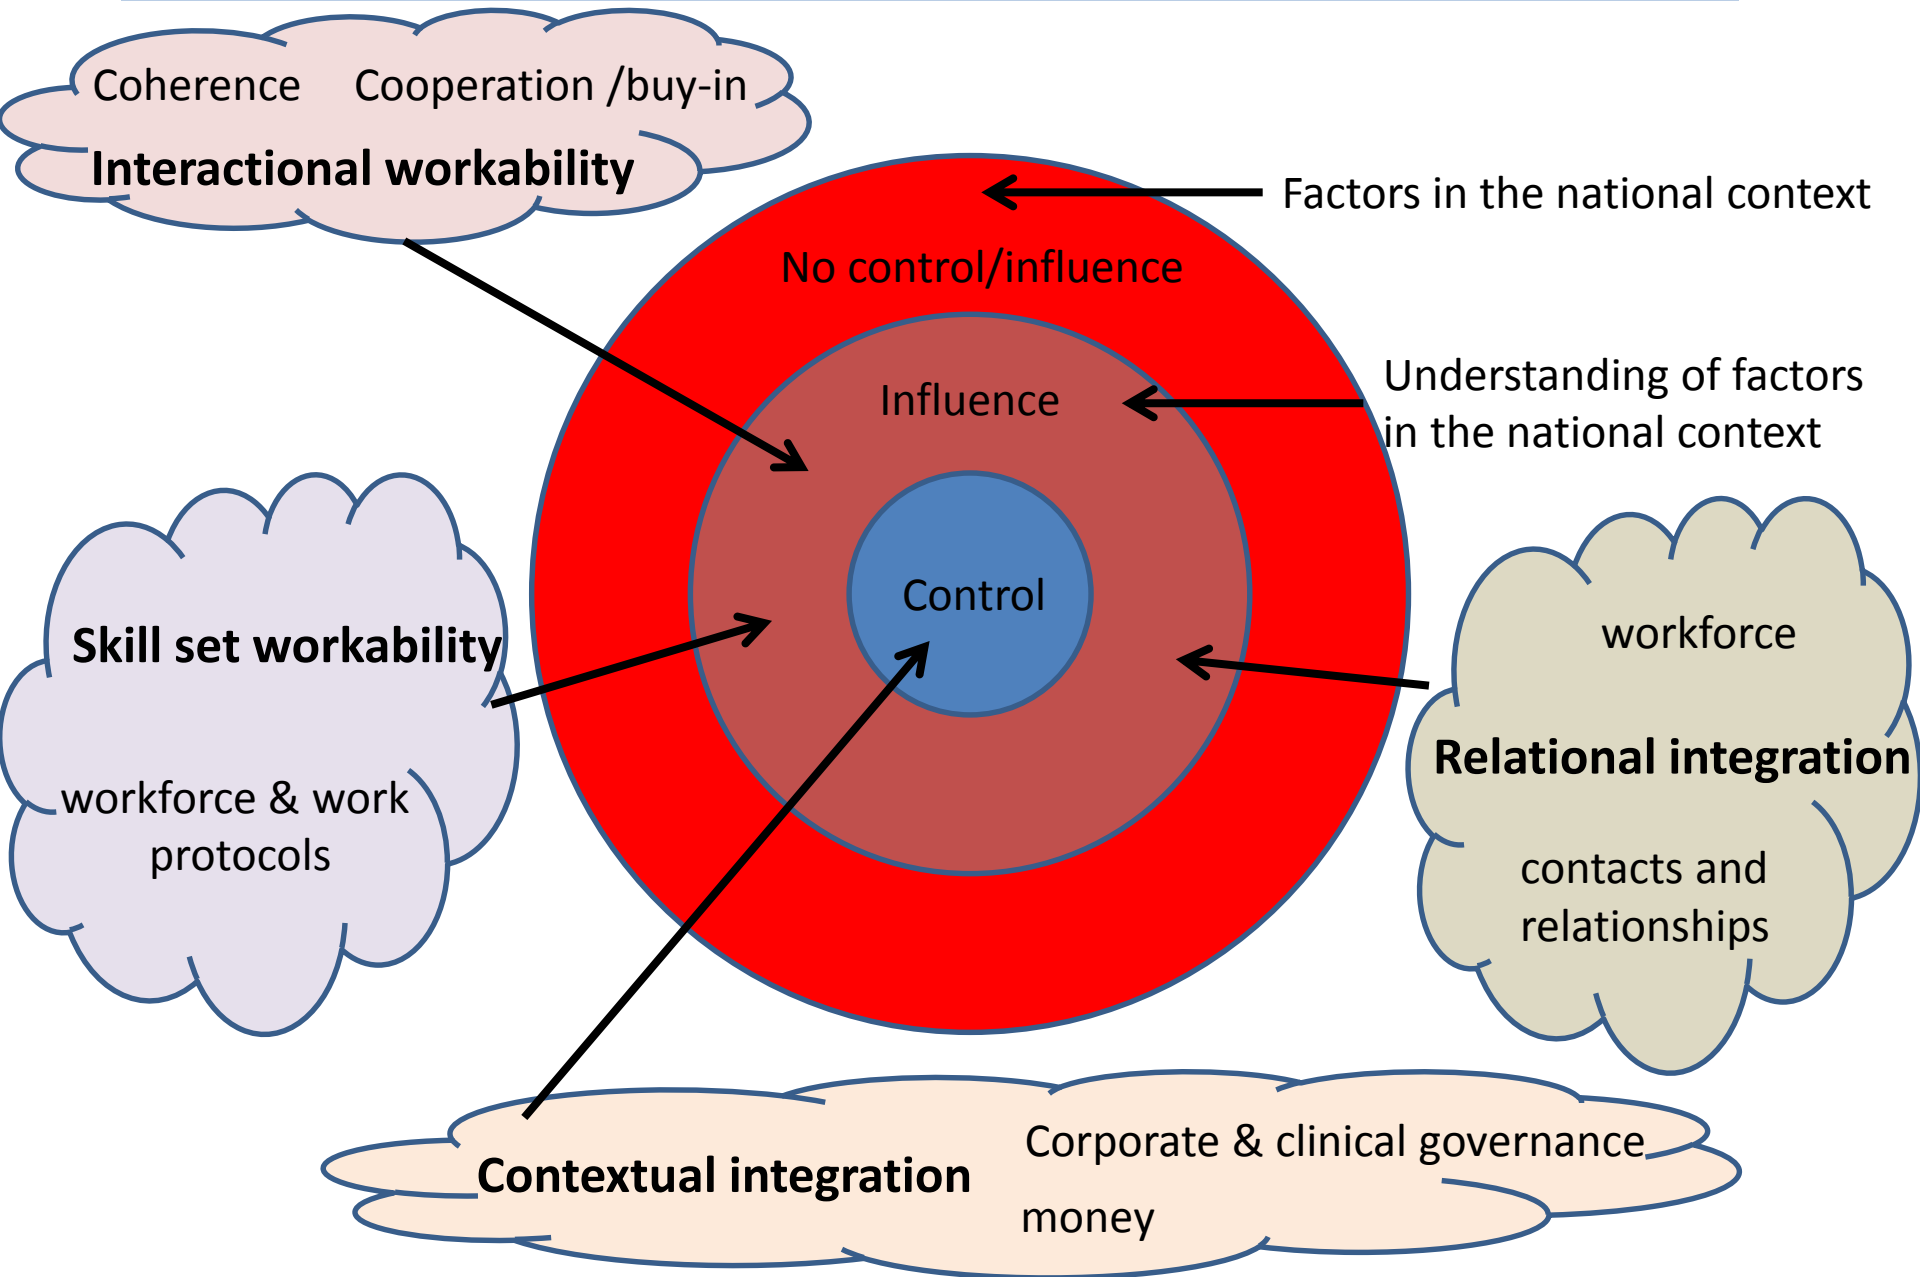 Coherence Cooperation /buy-in
Interactional workability
Factors in the national context
No control/influence
Understanding of factors
in the national context
Influence
Control
Skill set workability
workforce & work
protocols
workforce
Relational integration
contacts and
relationships
Corporate & clinical governance
Contextual integration
money